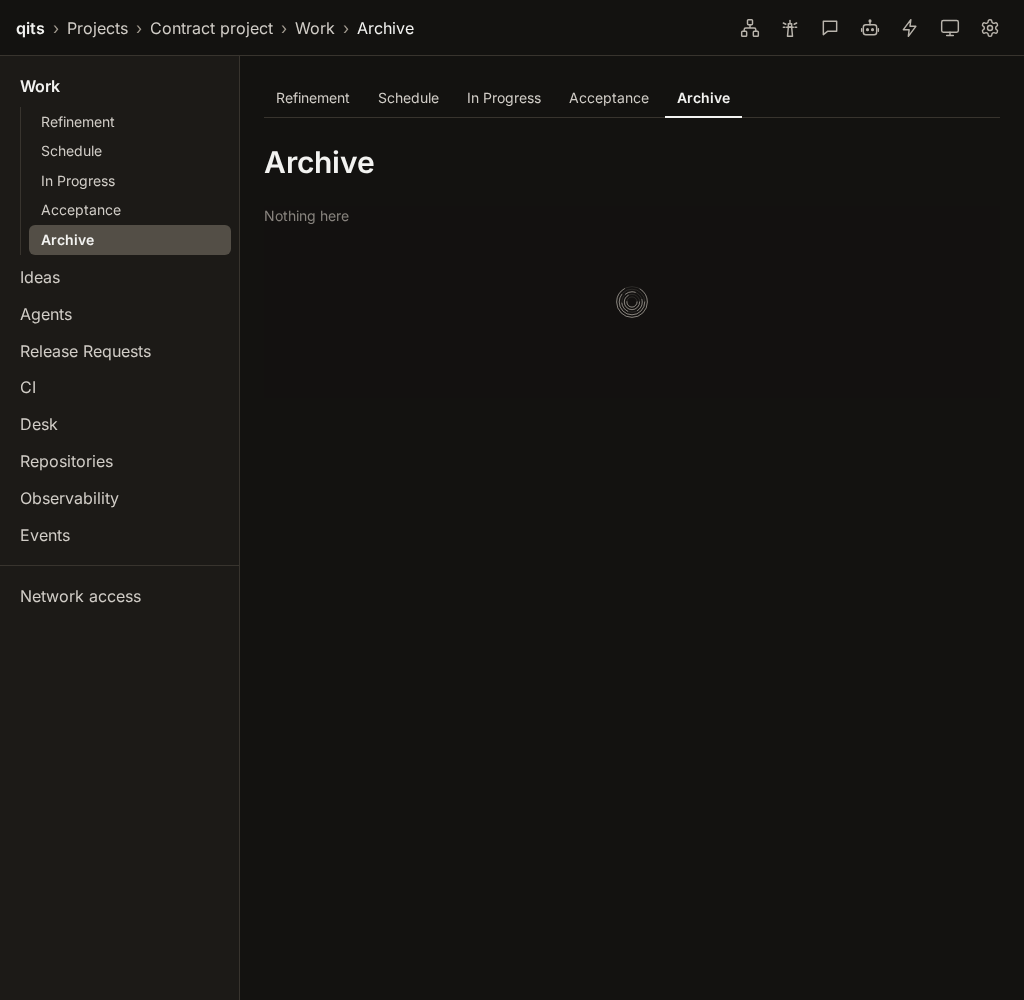 qits › Projects › Contract project › Work › Archive
Work
Refinement
Schedule
In Progress
Acceptance
Archive
Ideas
Agents
Release Requests
CI
Desk
Repositories
Observability
Events
Network access
Refinement Schedule In Progress Acceptance Archive
Archive
Nothing here